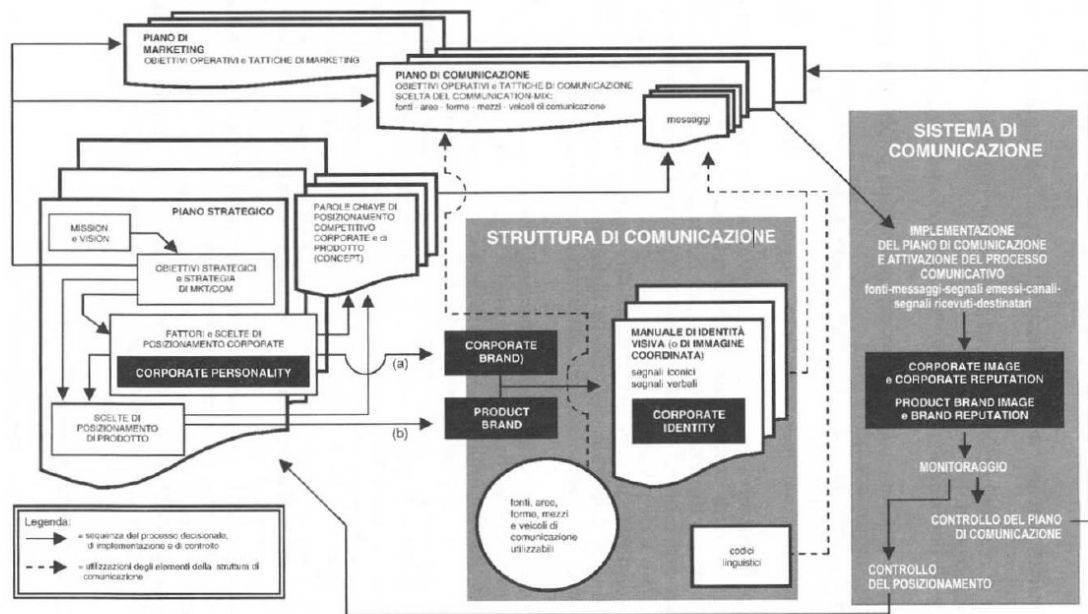 PIANO DI
MARKETING
OBIETTIVI OPERATIVI e TATTICHE DI MARKETING
PIANO DI COMUNICAZIONE
OBIETTIVI OPERATIVI e TATTICHE DI COMUNICAZIONE
SCELTA DEL COMMUNICATION-MIX:
fonti - aree - forme - mezzi - veicoli di comunicazione
messaggi
PIANO STRATEGICO
MISSION
e VISION
OBIETTIVI STRATEGICI
e STRATEGIA
DI MKT/COM
FATTORI e SCELTE DI
POSIZIONAMENTO CORPORATE
CORPORATE PERSONALITY
SCELTE DI
POSIZIONAMENTO
DI PRODOTTO
PAROLE CHIAVE DI
POSIZIONAMENTO
COMPETITIVO
CORPORATE e di
PRODOTTO
(CONCEPT)
(a)
(b)
STRUTTURA DI COMUNICAZIONE
CORPORATE
BRAND)
PRODUCT
BRAND
MANUALE DI IDENTITÀ
VISIVA (o DI IMMAGINE
COORDINATA)
segnali iconici
segnali verbali
CORPORATE
IDENTITY
fonti, aree,
forme, mezzi
e veicoli di
comunicazione
utilizzabili
codici
linguistici
SISTEMA DI
COMUNICAZIONE
IMPLEMENTAZIONE
DEL PIANO DI COMUNICAZIONE
E ATTIVAZIONE DEL PROCESSO
COMUNICATIVO
fonti-messaggi-segnali emessi-canali-
segnali ricevuti-destinatari
CORPORATE IMAGE
e CORPORATE REPUTATION
PRODUCT BRAND IMAGE
e BRAND REPUTATION
MONITORAGGIO
CONTROLLO DEL PIANO
DI COMUNICAZIONE
CONTROLLO
DEL POSIZIONAMENTO
Legenda:
= sequenza del processo decisionale,
di implementazione e di controllo
= utilizzazioni degli elementi della struttura di
comunicazione